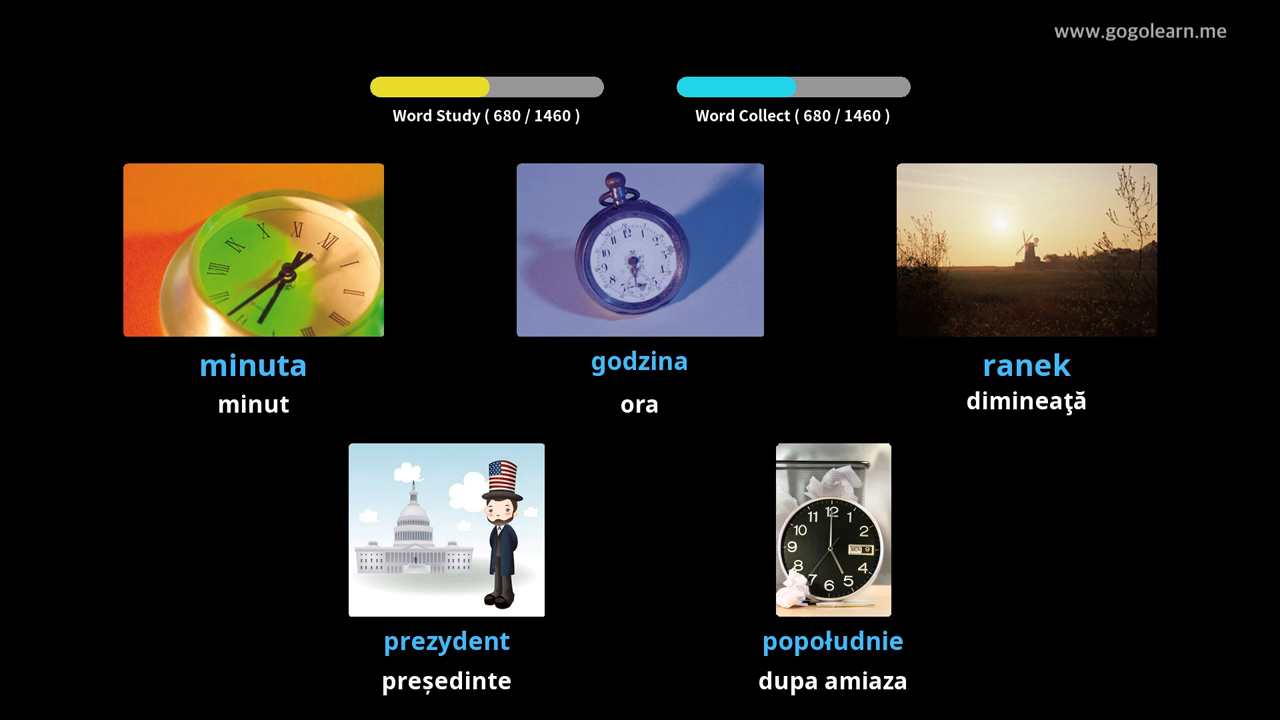 www.gogolearn.me
Word Study ( 680 / 1460 )
Word Collect ( 680 / 1460 )
minuta
minut
godzina
ora
ranek
dimineaţă
prezydent
președinte
popołudnie
dupa amiaza